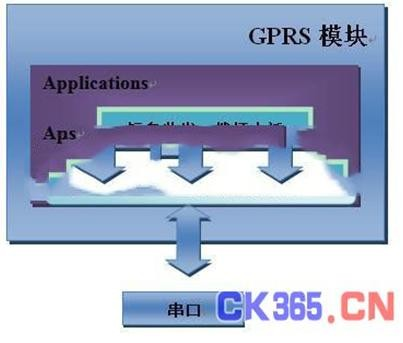 GPRS 模块
Applications
Aps
串口
CK365.CN